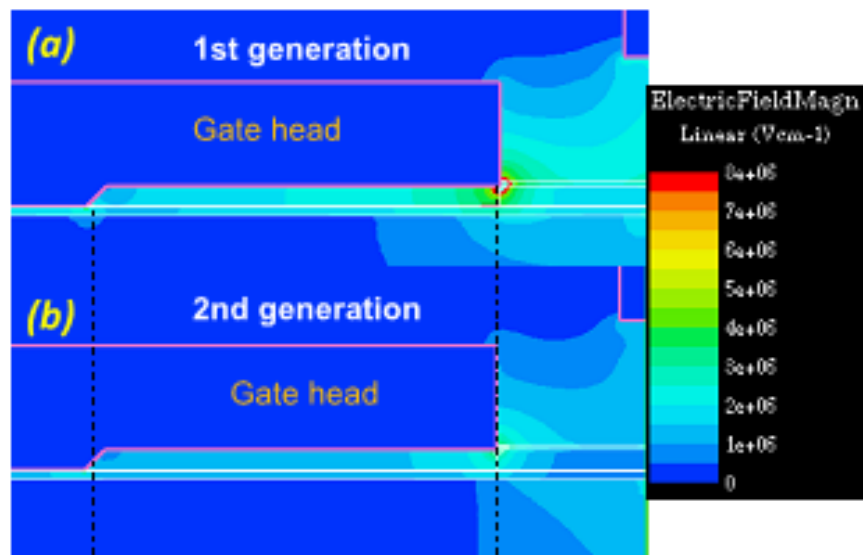 (a)
1st generation
Gate head
(b)
2nd generation
Gate head
ElectricFieldMagn
Linear (Vcm-1)
8e+06
7e+06
6e+06
5e+06
4e+06
3e+06
2e+06
1e+06
0